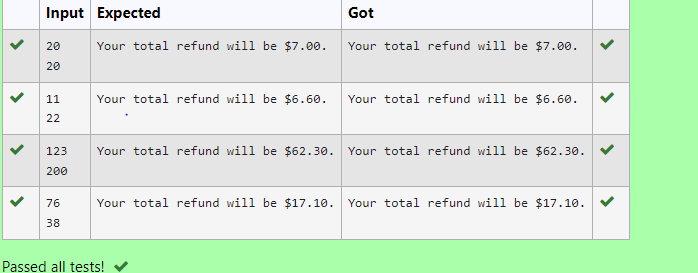 Input Expected Got
20 Your total refund will be $7.00. Your total refund will be $7.00.
20
11 Your total refund will be $6.60. Your total refund will be $6.60.
22
123 Your total refund will be $62.30. Your total refund will be $62.30.
200
76 Your total refund will be $17.10. Your total refund will be $17.10.
38
Passed all tests!